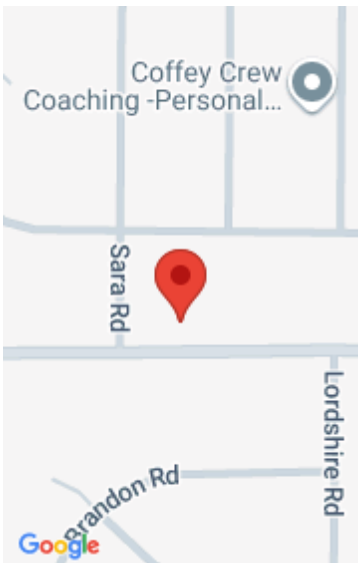 Coffey Crew
Coaching -Personal...
Sara Rd
Lordshire Rd
Brandon Rd
Google